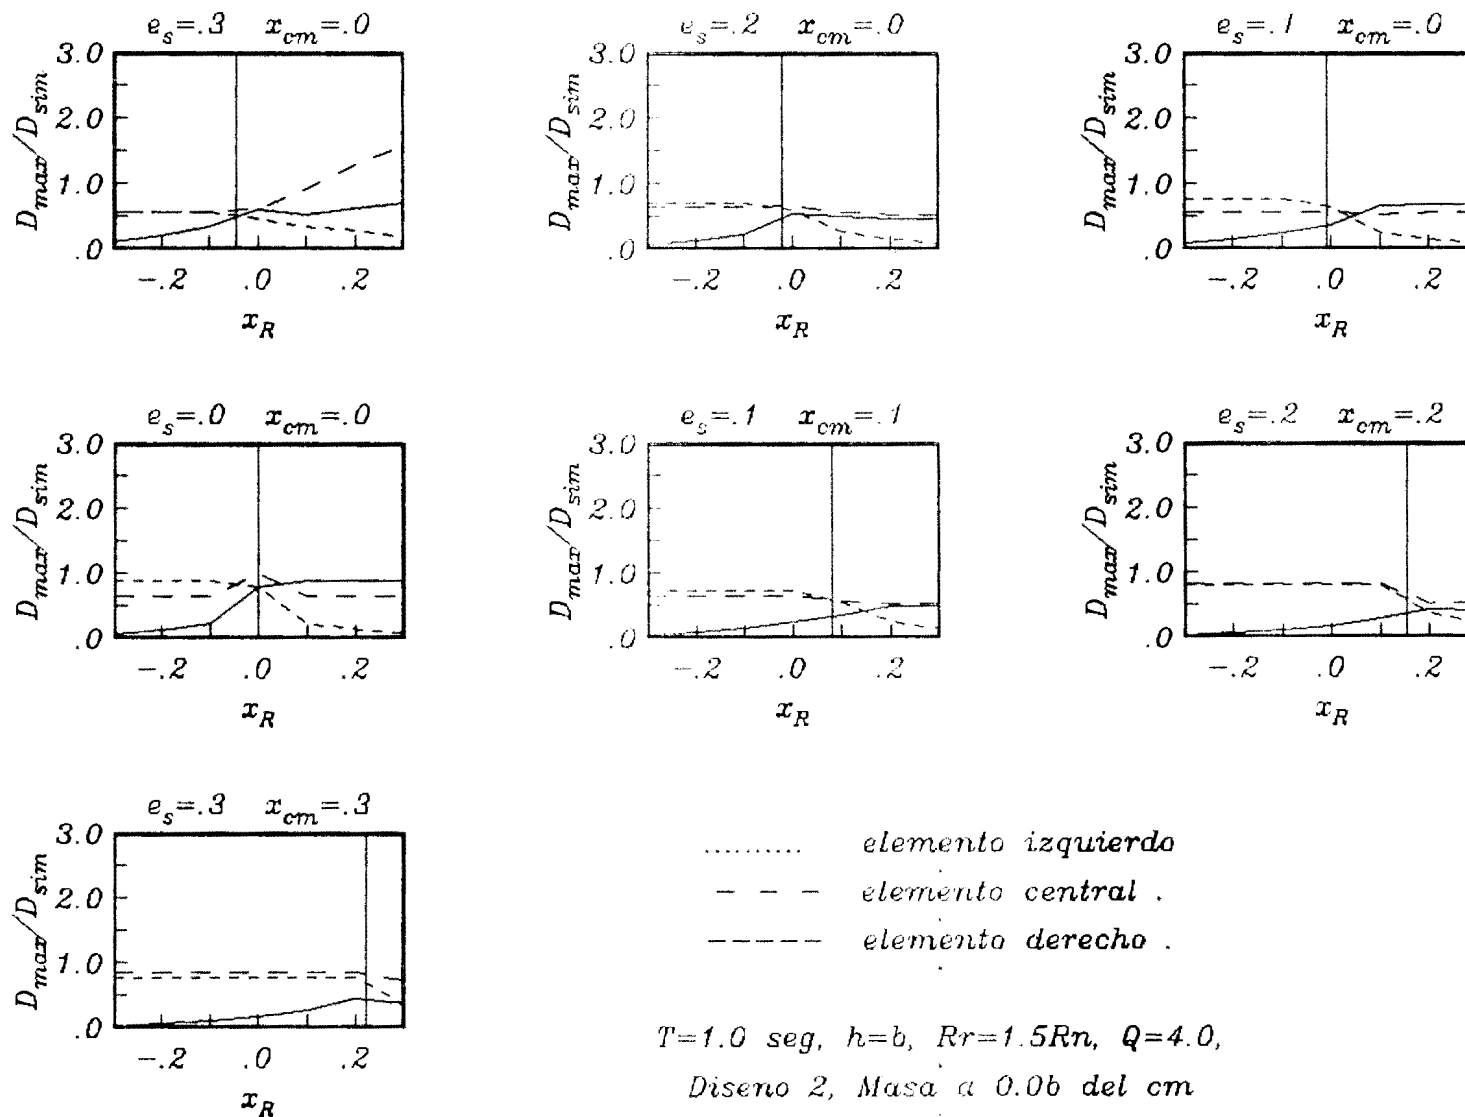 e_s=.3 x_cm=.0
e_s=.2 x_cm=.0
e_s=.1 x_cm=.0
D_max/D_sim
3.0
2.0
1.0
.0
-.2 .0 .2
x_R
D_max/D_sim
3.0
2.0
1.0
.0
-.2 .0 .2
x_R
D_max/D_sim
3.0
2.0
1.0
.0
-.2 .0 .2
x_R
e_s=.0 x_cm=.0
e_s=.1 x_cm=.1
e_s=.2 x_cm=.2
D_max/D_sim
3.0
2.0
1.0
.0
-.2 .0 .2
x_R
D_max/D_sim
3.0
2.0
1.0
.0
-.2 .0 .2
x_R
D_max/D_sim
3.0
2.0
1.0
.0
-.2 .0 .2
x_R
e_s=.3 x_cm=.3
D_max/D_sim
3.0
2.0
1.0
.0
-.2 .0 .2
x_R
elemento izquierdo
elemento central .
elemento derecho .
T=1.0 seg, h=b, Rr=1.5Rn, Q=4.0,
Diseno 2, Masa a 0.0b del cm